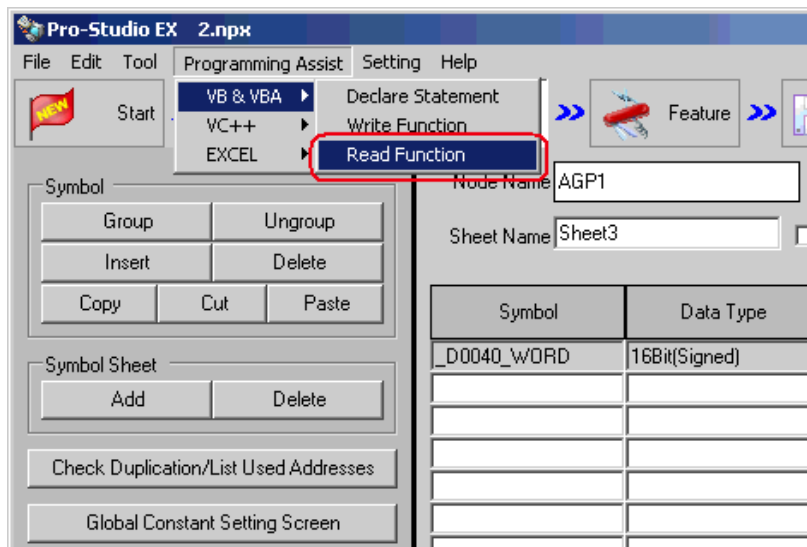 Pro-Studio EX 2.npx
File Edit Tool Programming Assist Setting Help
NEW Start VB & VBA Declare Statement Feature
VC++ Write Function
EXCEL Read Function
Node Name AGP1
Symbol
Group Ungroup
Sheet Name Sheet3
Insert Delete
Copy Cut Paste
Symbol Data Type
_D0040_WORD 16Bit(Signed)
Symbol Sheet
Add Delete
Check Duplication/List Used Addresses
Global Constant Setting Screen